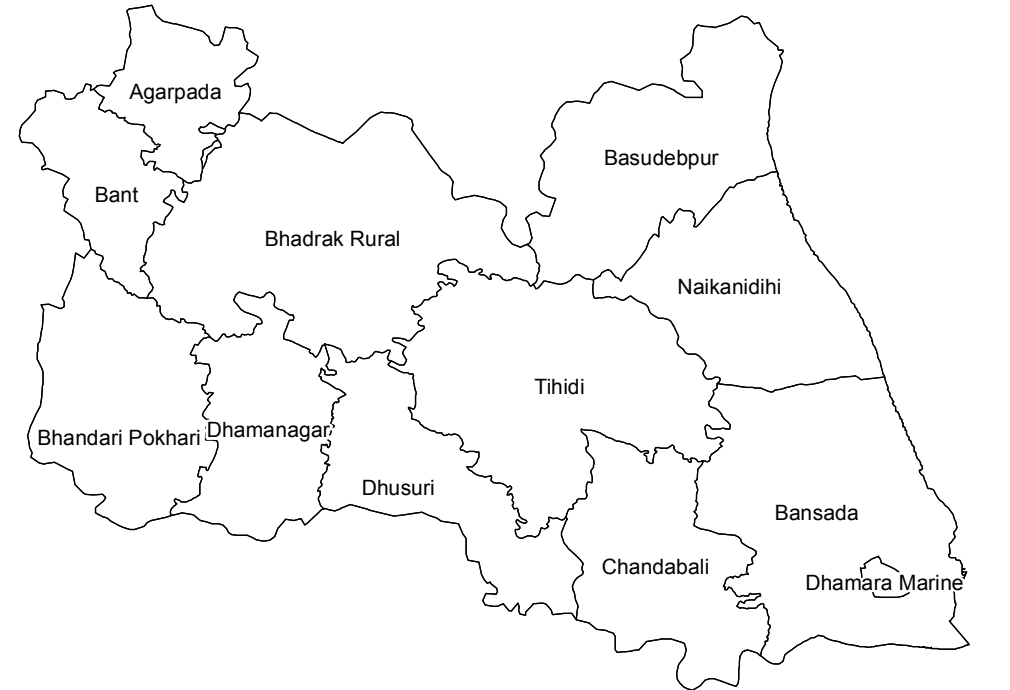 Agarpada
Basudebpur
Bant
Bhadrak Rural
Naikanidihi
Tihidi
Bhandari Pokhari
Dhamanagar
Dhusuri
Bansada
Chandabali
Dhamara Marine